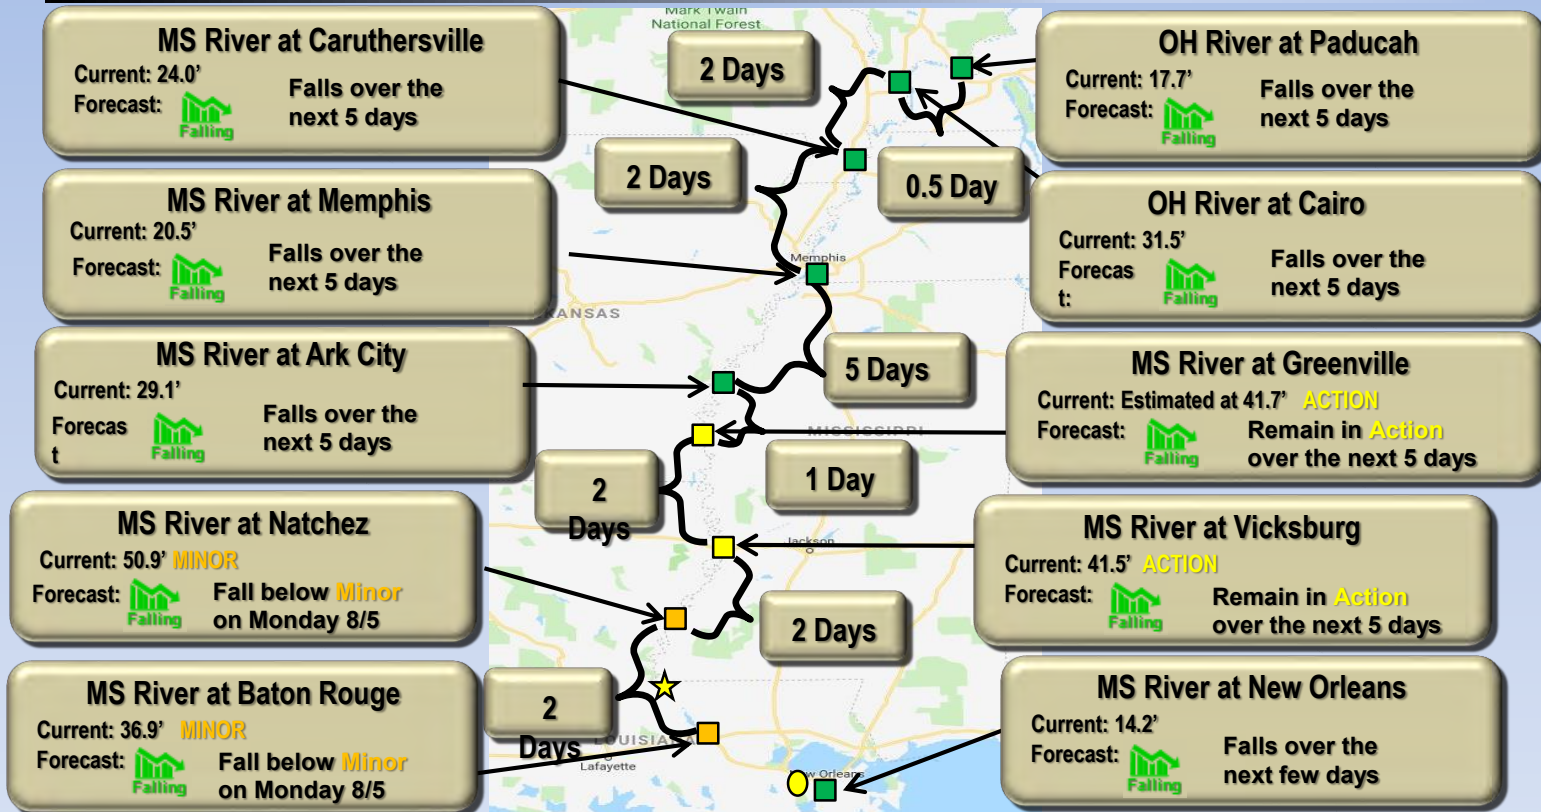 MS River at Caruthersville
Current: 24.0’
Forecast:
Falling
Falls over the
next 5 days
MS River at Memphis
Current: 20.5’
Forecast:
Falling
Falls over the
next 5 days
MS River at Ark City
Current: 29.1’
Forecas
t
Falling
Falls over the
next 5 days
MS River at Natchez
Current: 50.9’ MINOR
Forecast:
Falling
Fall below Minor
on Monday 8/5
MS River at Baton Rouge
Current: 36.9’ MINOR
Forecast:
Falling
Fall below Minor
on Monday 8/5
Mark Twain
National Forest
2 Days
2 Days
0.5 Day
Memphis
KANSAS
5 Days
MISSISSIPPI
1 Day
2
Days
Jackson
2 Days
2
Days
LOUISIANA
Lafayette
New Orleans
OH River at Paducah
Current: 17.7’
Forecast:
Falling
Falls over the
next 5 days
OH River at Cairo
Current: 31.5’
Forecas
t:
Falling
Falls over the
next 5 days
MS River at Greenville
Current: Estimated at 41.7’ ACTION
Forecast:
Falling
Remain in Action
over the next 5 days
MS River at Vicksburg
Current: 41.5’ ACTION
Forecast:
Falling
Remain in Action
over the next 5 days
MS River at New Orleans
Current: 14.2’
Forecast:
Falling
Falls over the
next few days